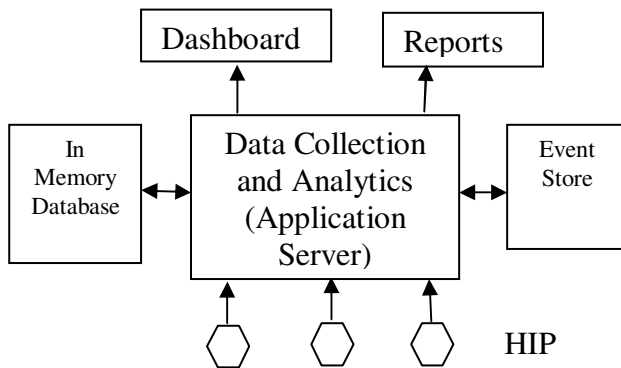 Dashboard
Reports
In
Memory
Database
Data Collection
and Analytics
(Application
Server)
Event
Store
HIP